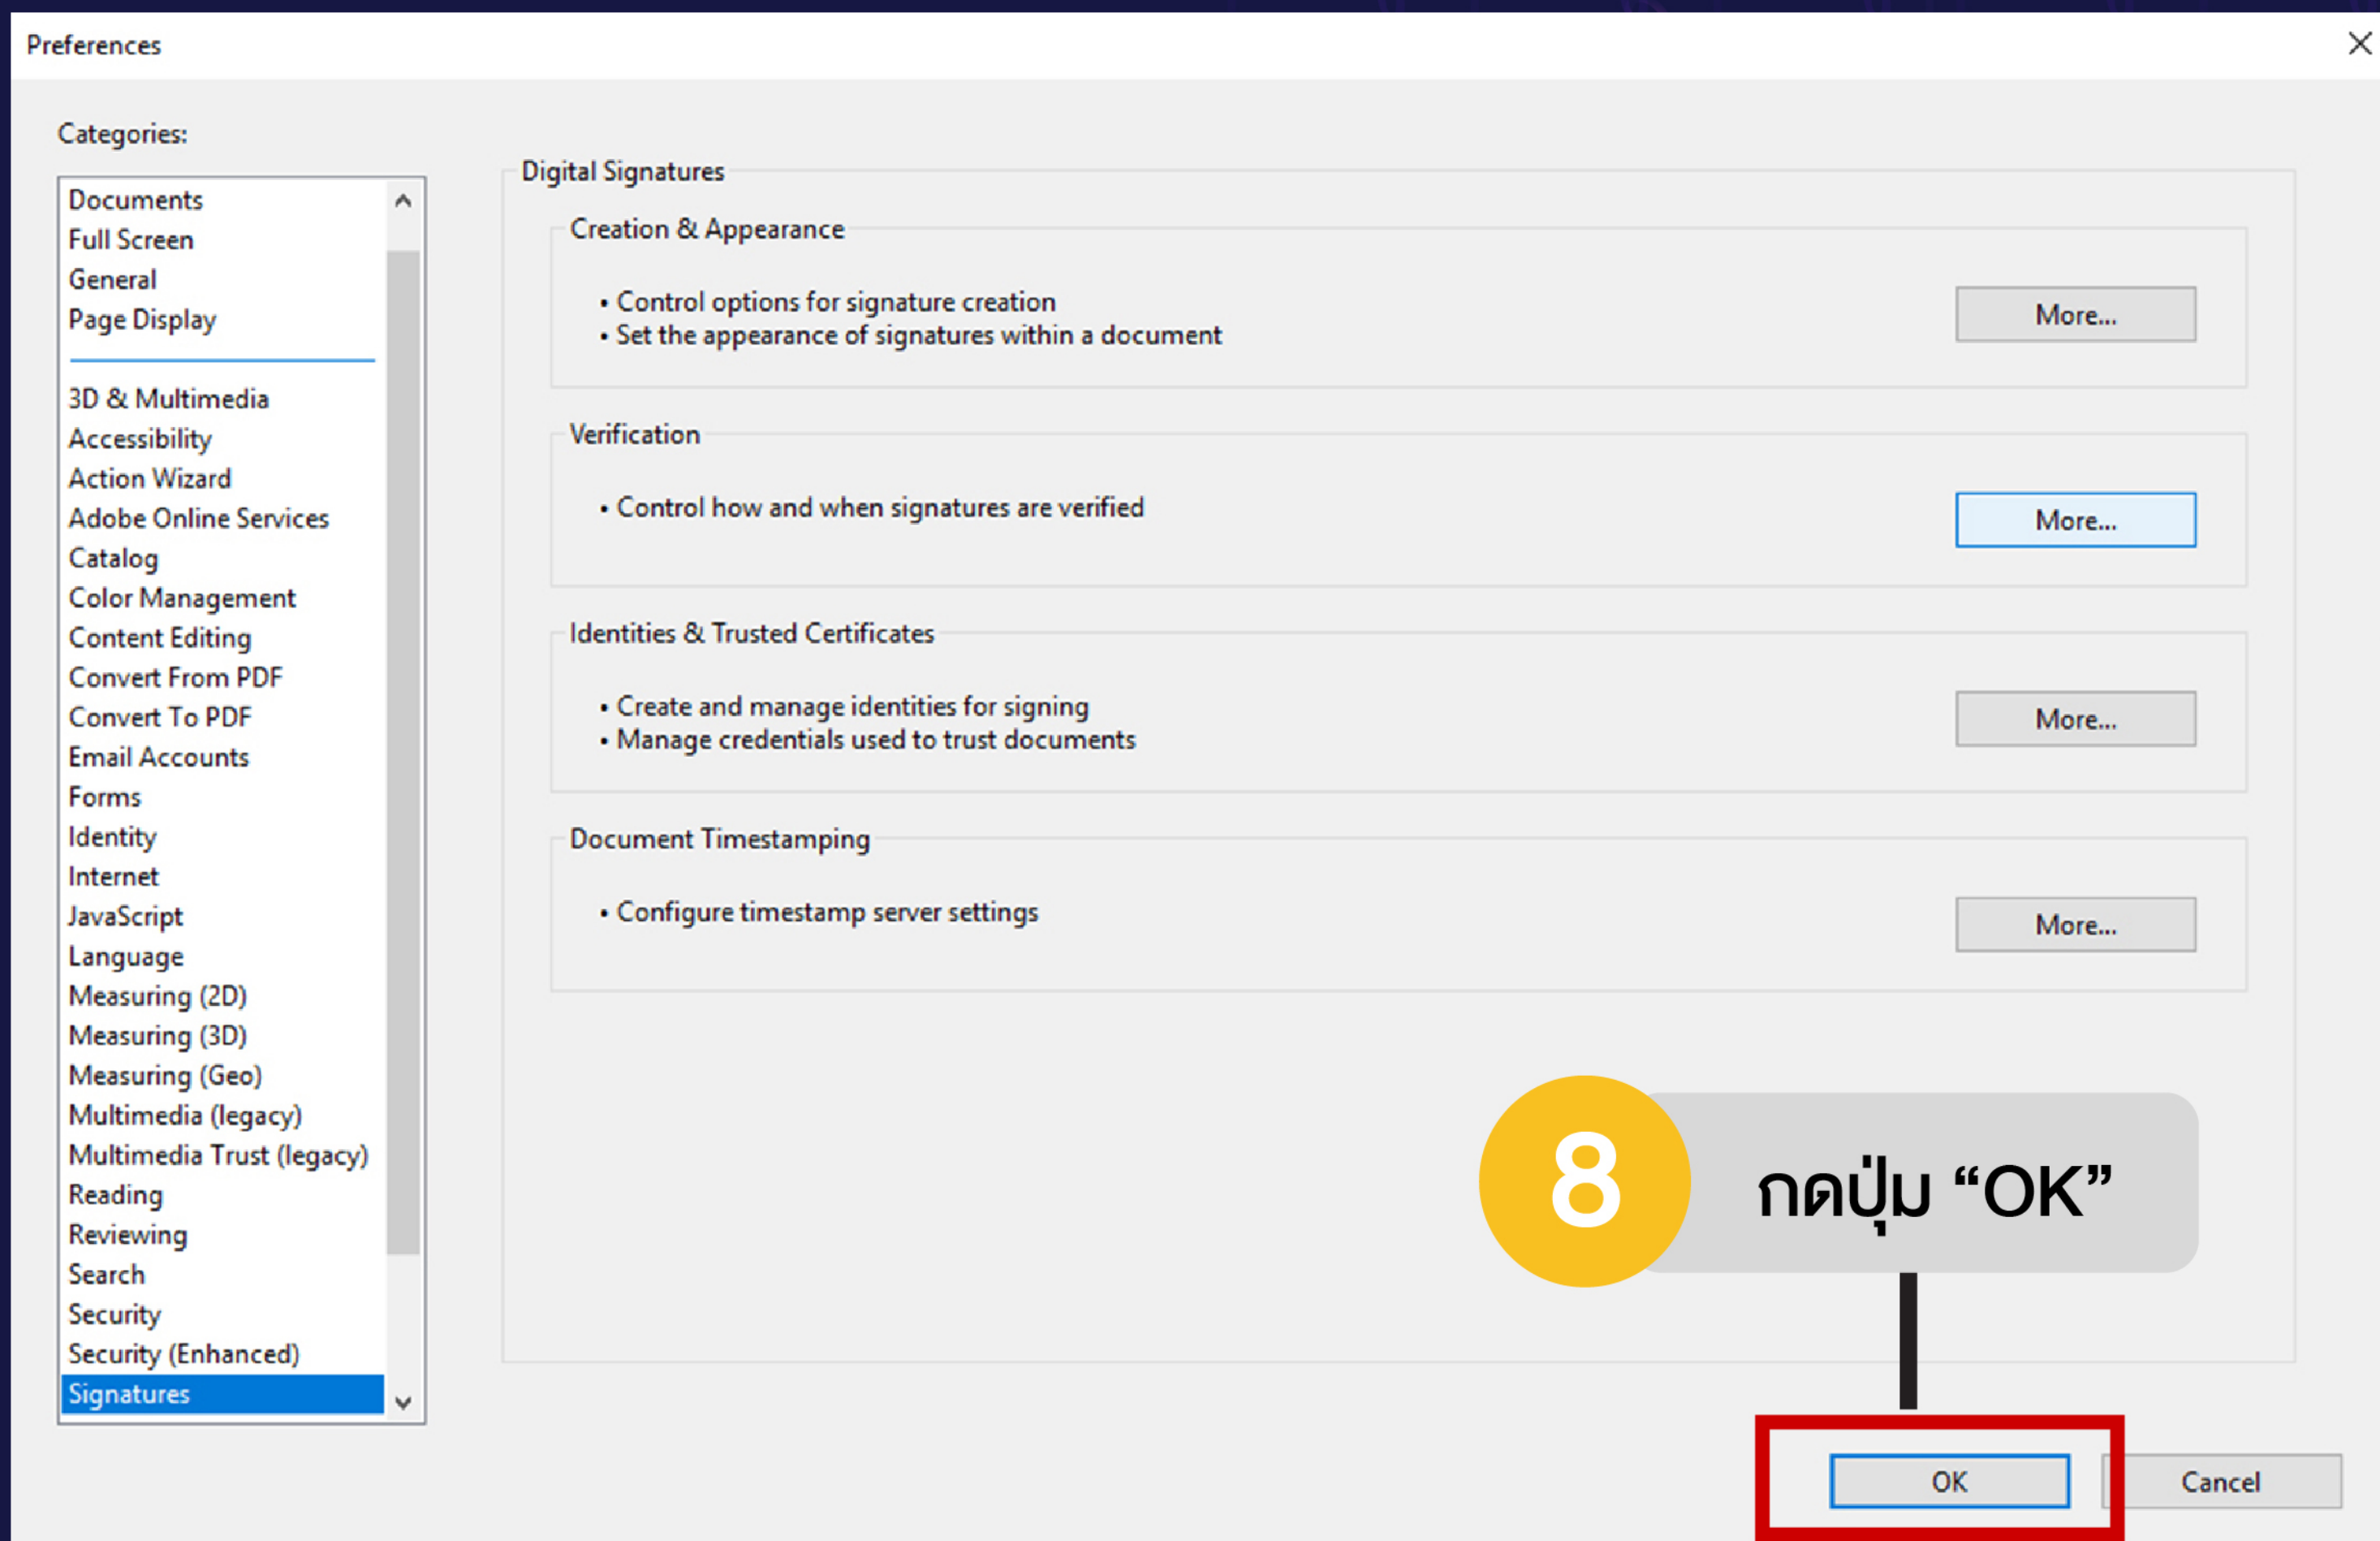 Preferences
Categories:
Documents
Full Screen
General
Page Display
3D & Multimedia
Accessibility
Action Wizard
Adobe Online Services
Catalog
Color Management
Content Editing
Convert From PDF
Convert To PDF
Email Accounts
Forms
Identity
Internet
JavaScript
Language
Measuring (2D)
Measuring (3D)
Measuring (Geo)
Multimedia (legacy)
Multimedia Trust (legacy)
Reading
Reviewing
Search
Security
Security (Enhanced)
Signatures
Digital Signatures
Creation & Appearance
• Control options for signature creation
• Set the appearance of signatures within a document
More...
Verification
• Control how and when signatures are verified
More...
Identities & Trusted Certificates
• Create and manage identities for signing
• Manage credentials used to trust documents
More...
Document Timestamping
• Configure timestamp server settings
More...
8 กดปุ่ม “OK”
OK
Cancel